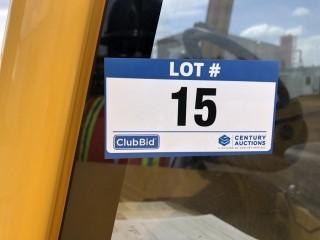 LOT #
15
ClubBid
CENTURY
AUCTIONS